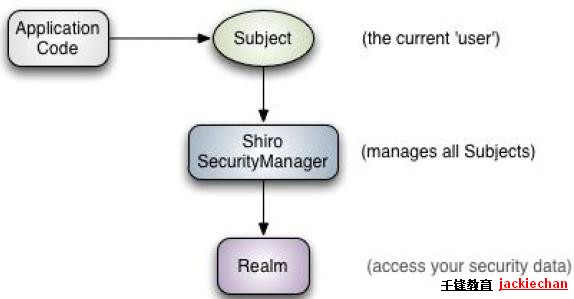 Application
Code
Subject
(the current 'user')
Shiro
SecurityManager
(manages all Subjects)
Realm
(access your security data)
千锋教育 jackiechan